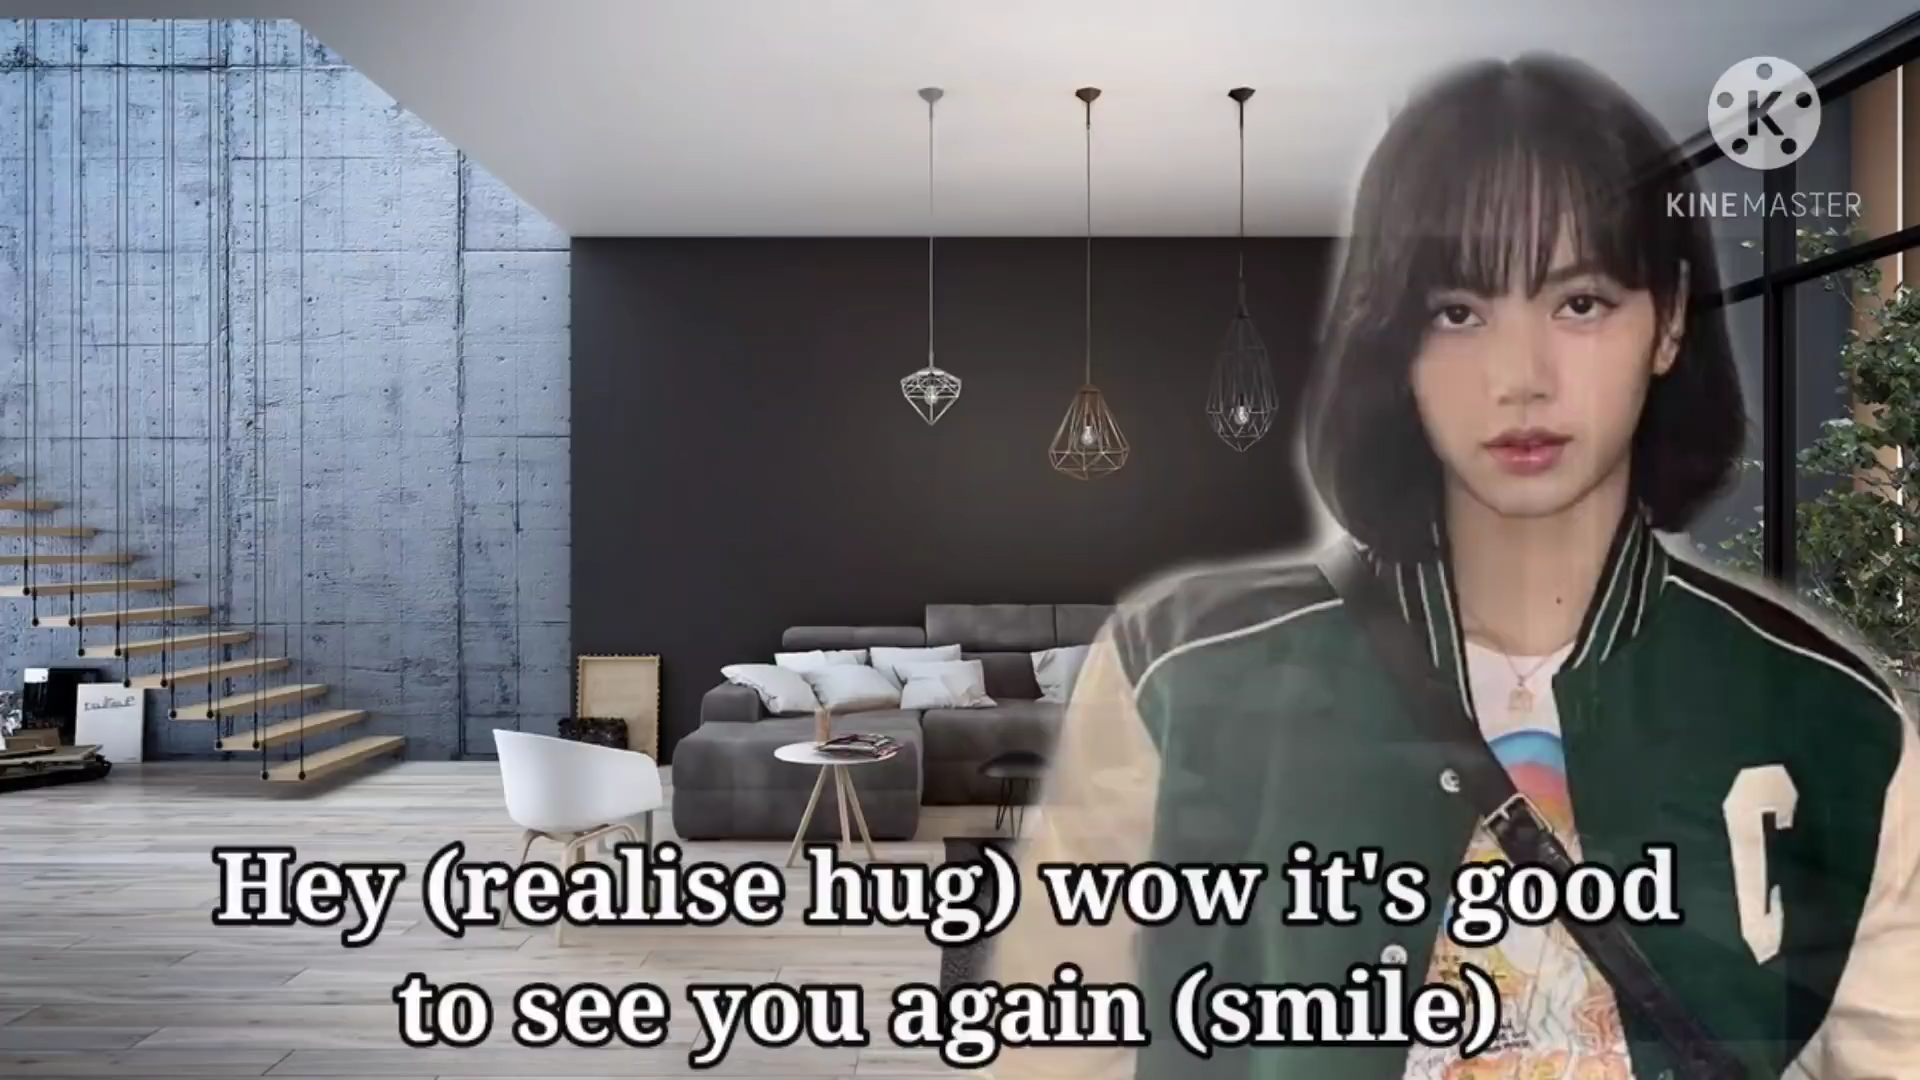 K
KINEMASTER
C
Hey (realise hug) wow it's good
to see you again (smile)